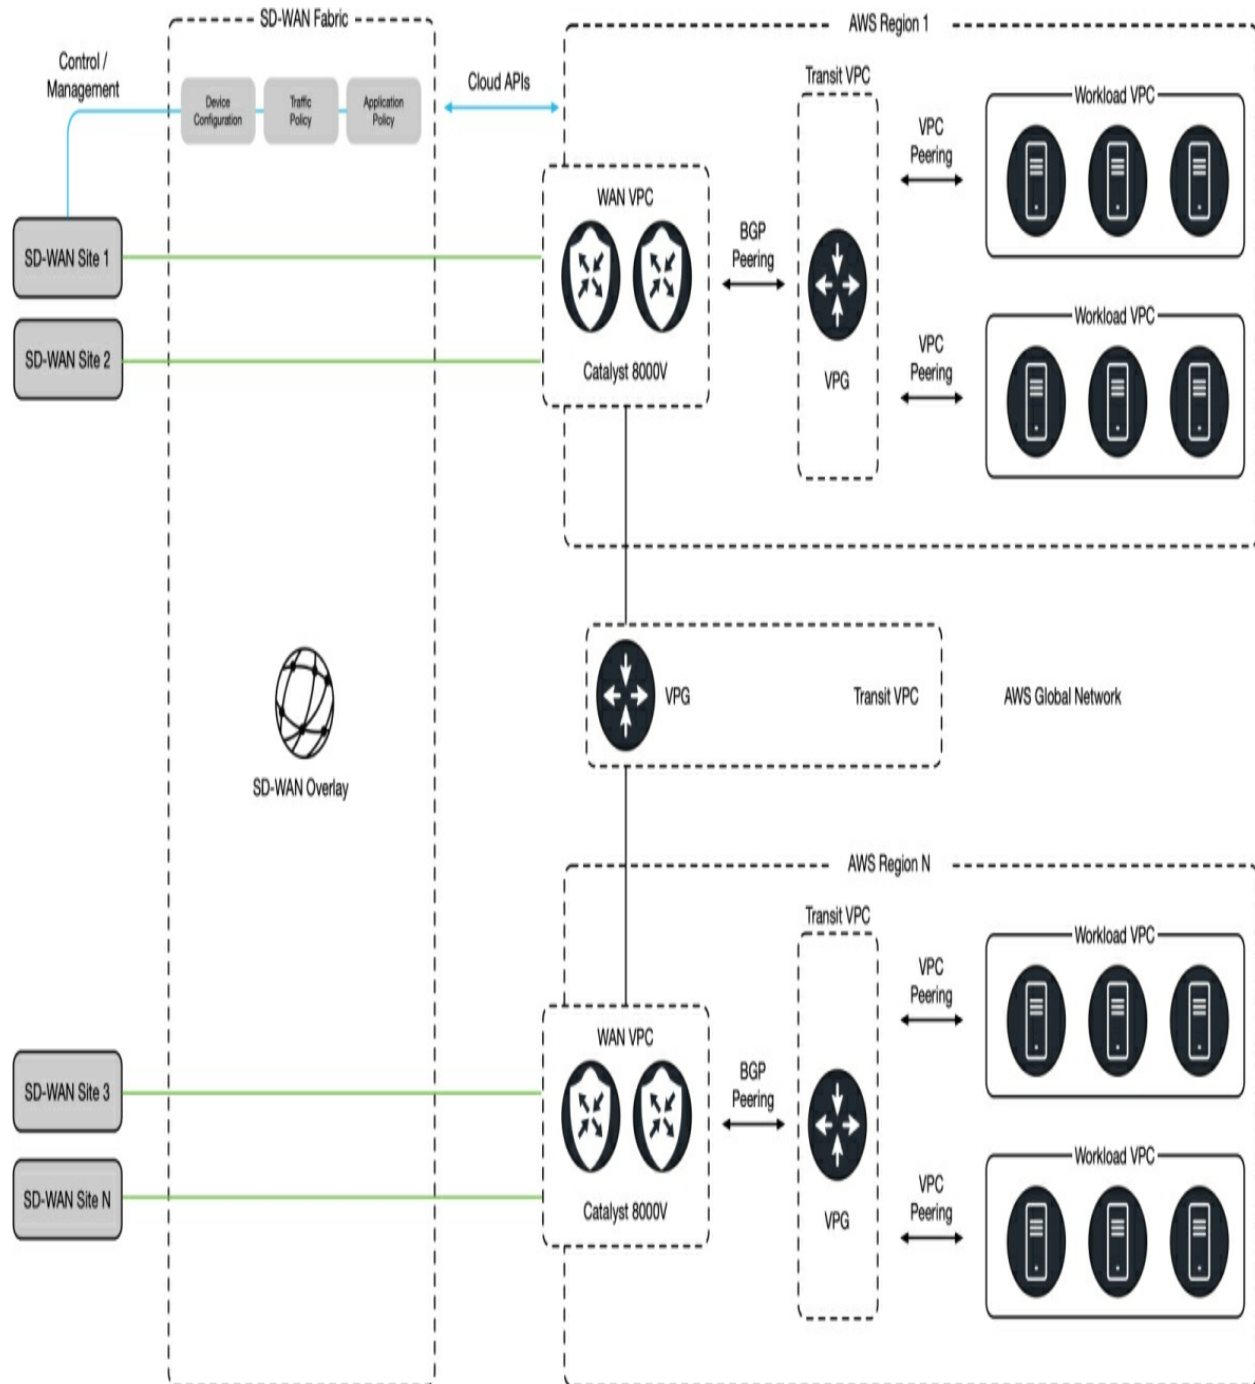 SD-WAN Fabric
AWS Region 1
Control /
Management
Device
Configuration
Traffic
Policy
Application
Policy
Cloud APIs
Transit VPC
Workload VPC
VPC
Peering
WAN VPC
SD-WAN Site 1
BGP
Peering
Workload VPC
SD-WAN Site 2
VPC
Peering
Catalyst 8000V
VPG
VPG
Transit VPC
AWS Global Network
SD-WAN Overlay
AWS Region N
Transit VPC
Workload VPC
VPC
Peering
WAN VPC
SD-WAN Site 3
BGP
Peering
Workload VPC
SD-WAN Site N
VPC
Peering
Catalyst 8000V
VPG